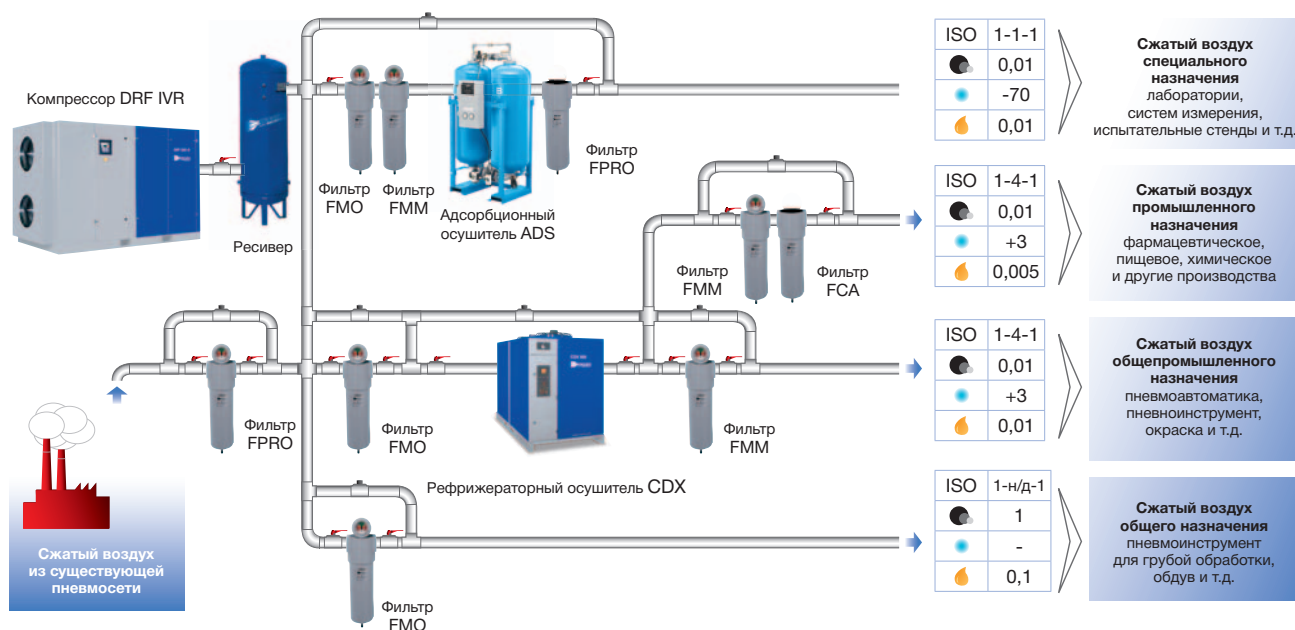 Компрессор DRF IVR
Ресивер
Фильтр
FMO
Фильтр
FMM
Адсорбционный
осушитель ADS
Фильтр
FPRO
ISO 1-1-1
0,01
-70
0,01
Сжатый воздух
специального
назначения
лаборатории,
систем измерения,
испытательные стенды и т.д.
Фильтр
FMM
Фильтр
FCA
ISO 1-4-1
0,01
+3
0,005
Сжатый воздух
промышленного
назначения
фармацевтическое,
пищевое, химическое
и другие производства
Фильтр
FPRO
Фильтр
FMO
Фильтр
FMM
Рефрижераторный осушитель CDX
ISO 1-4-1
0,01
+3
0,01
Сжатый воздух
общепромышленного
назначения
пневмоавтоматика,
пневноинструмент,
окраска и т.д.
Сжатый воздух
из существующей
пневмосети
Фильтр
FMO
ISO 1-н/д-1
1
-
0,1
Сжатый воздух
общего назначения
пневмоинструмент
для грубой обработки,
обдув и т.д.